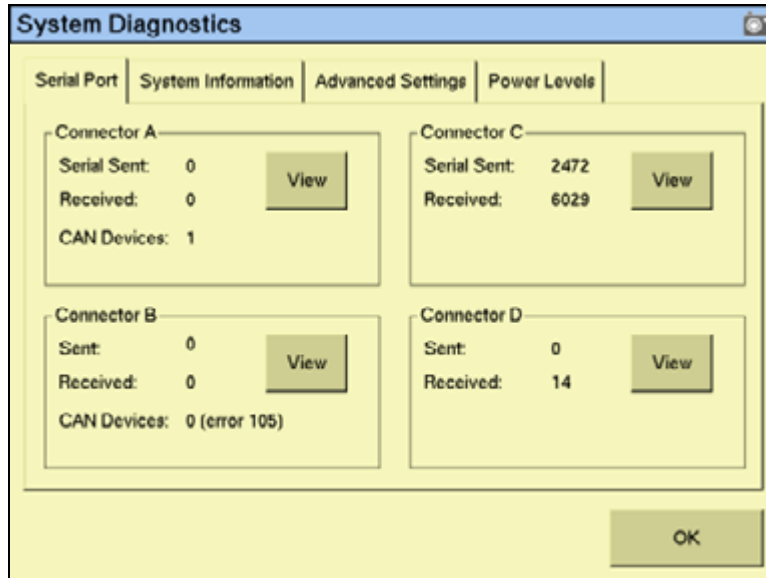 System Diagnostics
Serial Port System Information Advanced Settings Power Levels
Connector A
Serial Sent: 0
View
Received: 0
CAN Devices: 1
Connector C
Serial Sent: 2472
View
Received: 6029
Connector B
Sent: 0
View
Received: 0
CAN Devices: 0 (error 105)
Connector D
Sent: 0
View
Received: 14
OK